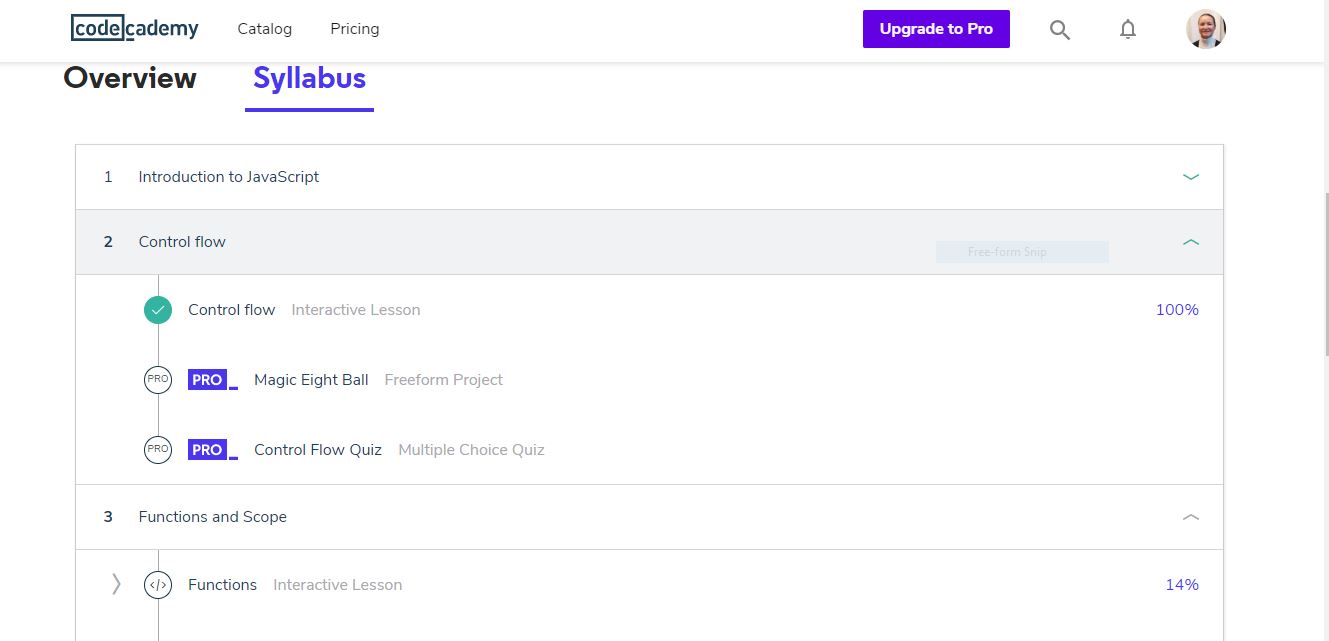 codecademy Catalog Pricing Upgrade to Pro
Overview Syllabus
1 Introduction to JavaScript
2 Control flow
Free-form Snip
Control flow Interactive Lesson 100%
PRO PRO_ Magic Eight Ball Freeform Project
PRO PRO_ Control Flow Quiz Multiple Choice Quiz
3 Functions and Scope
</> Functions Interactive Lesson 14%